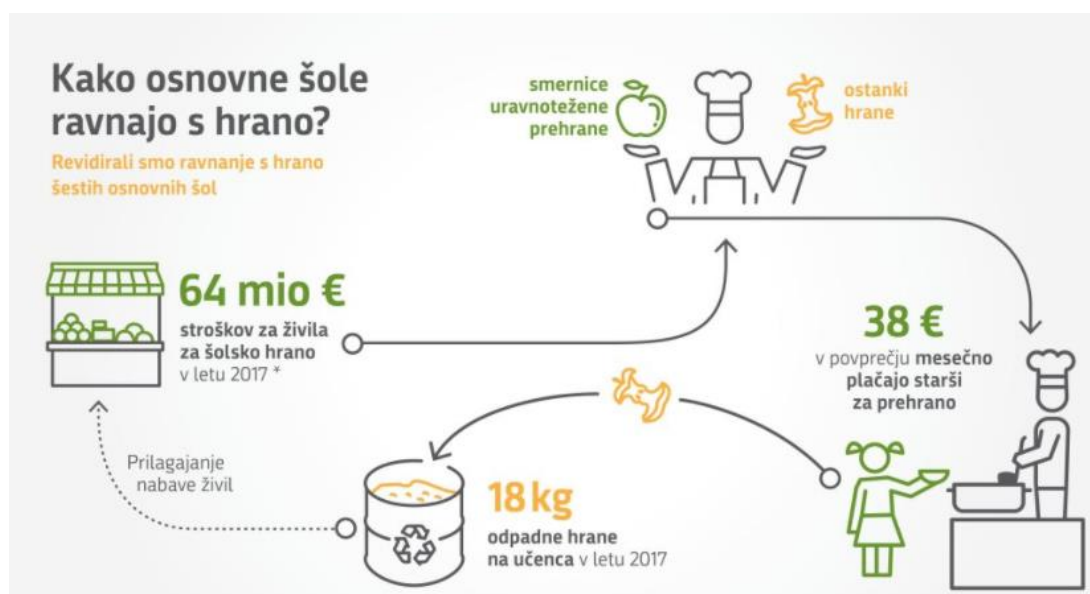 Kako osnovne šole
ravnajo s hrano?
Revidirali smo ravnanje s hrano
šestih osnovnih šol
smernice
uravnotežene
prehrane
ostanki
hrane
64 mio €
stroškov za živila
za šolsko hrano
v letu 2017 *
38 €
v povprečju mesečno
plačajo starši
za prehrano
Prilagajanje
nabave živil
18 kg
odpadne hrane
na učenca v letu 2017